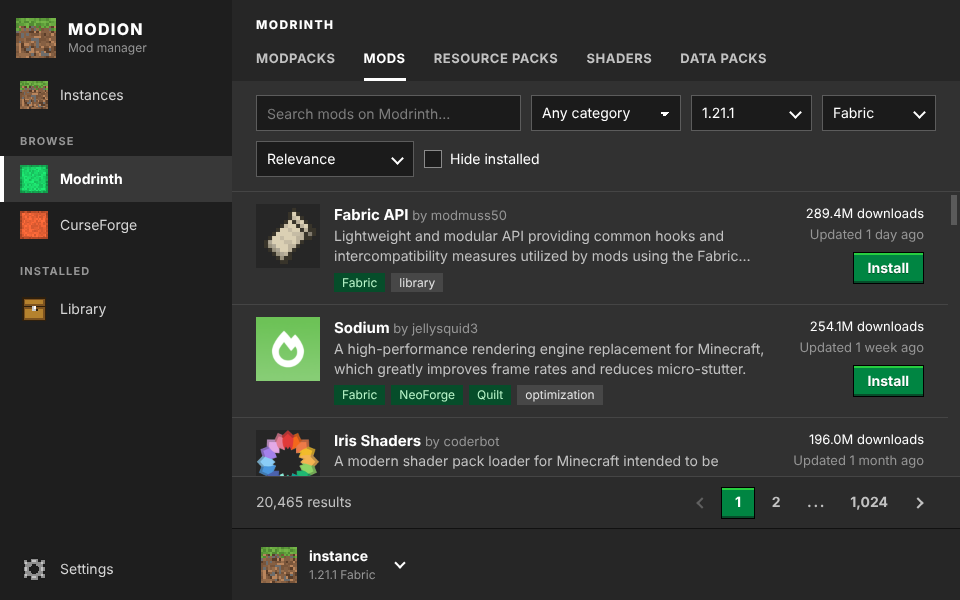 MODION
Mod manager
Instances
BROWSE
Modrinth
CurseForge
INSTALLED
Library
Settings
MODRINTH
MODPACKS MODS RESOURCE PACKS SHADERS DATA PACKS
Search mods on Modrinth...
Any category
1.21.1
Fabric
Relevance
Hide installed
Fabric API by modmuss50
Lightweight and modular API providing common hooks and
intercompatibility measures utilized by mods using the Fabric...
Fabric library
289.4M downloads
Updated 1 day ago
Install
Sodium by jellysquid3
A high-performance rendering engine replacement for Minecraft,
which greatly improves frame rates and reduces micro-stutter.
Fabric NeoForge Quilt optimization
254.1M downloads
Updated 1 week ago
Install
Iris Shaders by coderbot
A modern shader pack loader for Minecraft intended to be
196.0M downloads
Updated 1 month ago
20,465 results
1 2 ... 1,024
instance
1.21.1 Fabric